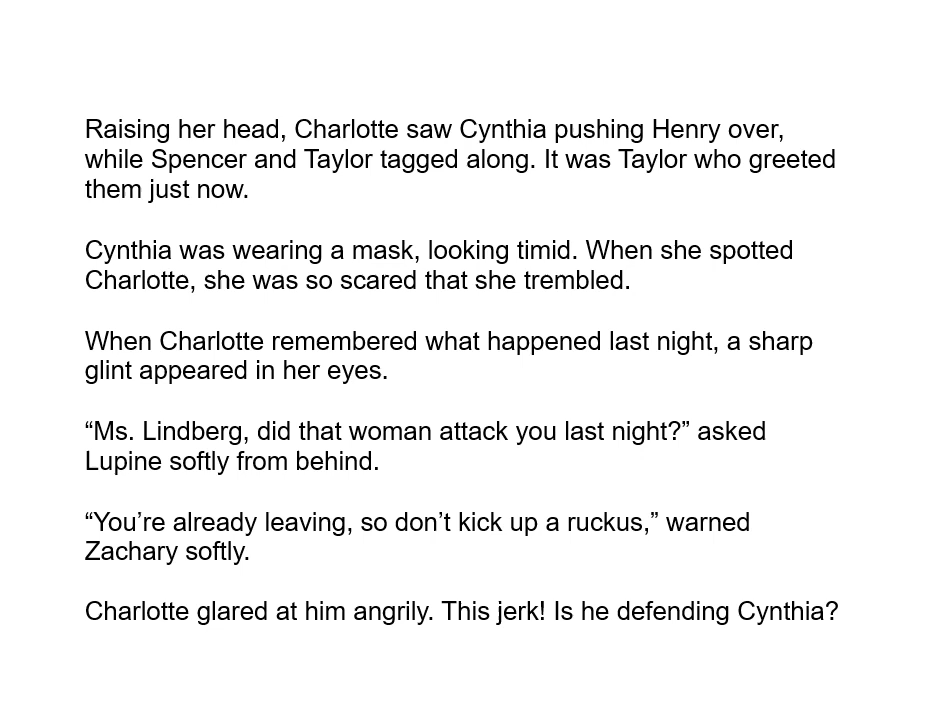 Raising her head, Charlotte saw Cynthia pushing Henry over,
while Spencer and Taylor tagged along. It was Taylor who greeted
them just now.
Cynthia was wearing a mask, looking timid. When she spotted
Charlotte, she was so scared that she trembled.
When Charlotte remembered what happened last night, a sharp
glint appeared in her eyes.
“Ms. Lindberg, did that woman attack you last night?” asked
Lupine softly from behind.
“You’re already leaving, so don’t kick up a ruckus,” warned
Zachary softly.
Charlotte glared at him angrily. This jerk! Is he defending Cynthia?